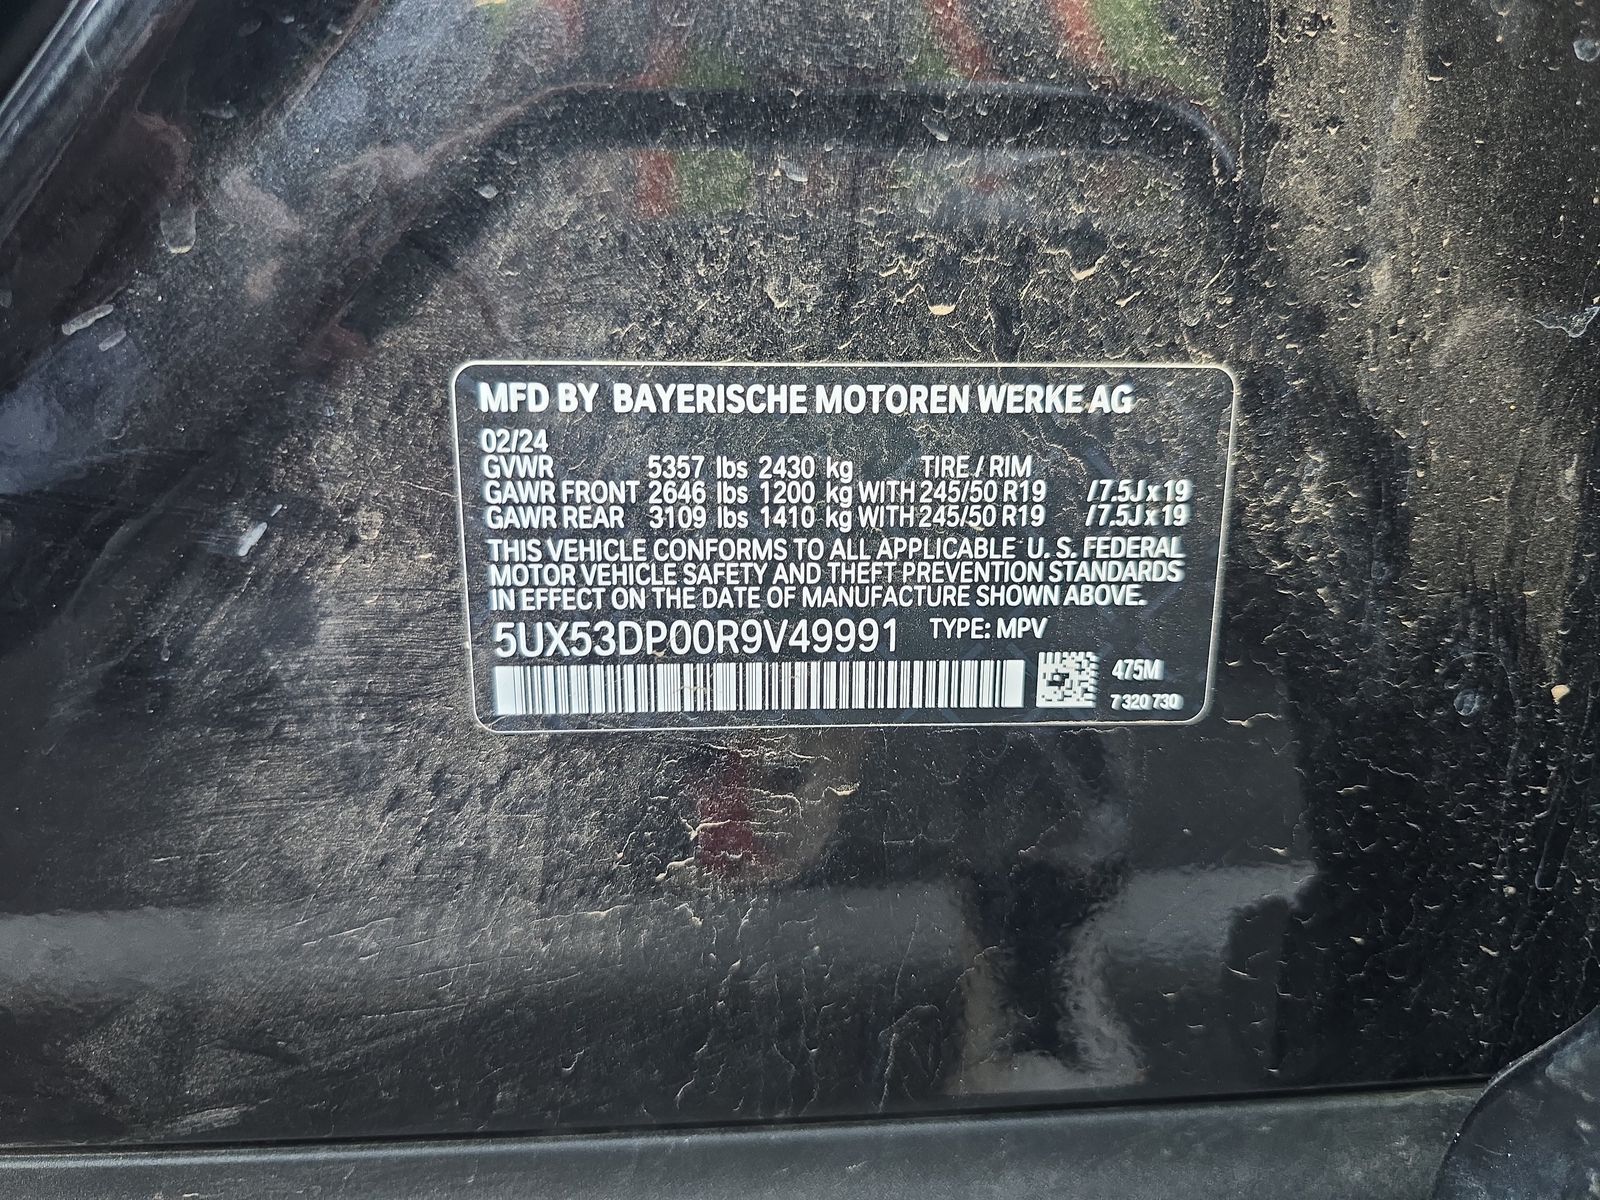 MFD BY BAYERISCHE MOTOREN WERKE AG
02/24
GVWR 5357 lbs 2430 kg TIRE / RIM
GAWR FRONT 2646 lbs 1200 kg WITH 245/50 R19 /7.5J x 19
GAWR REAR 3109 lbs 1410 kg WITH 245/50 R19 /7.5J x 19
THIS VEHICLE CONFORMS TO ALL APPLICABLE U. S. FEDERAL
MOTOR VEHICLE SAFETY AND THEFT PREVENTION STANDARDS
IN EFFECT ON THE DATE OF MANUFACTURE SHOWN ABOVE.
5UX53DP00R9V49991 TYPE: MPV
475M
7 320 730